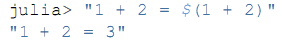 julia> "1 + 2 = $(1 + 2)"
"1 + 2 = 3"